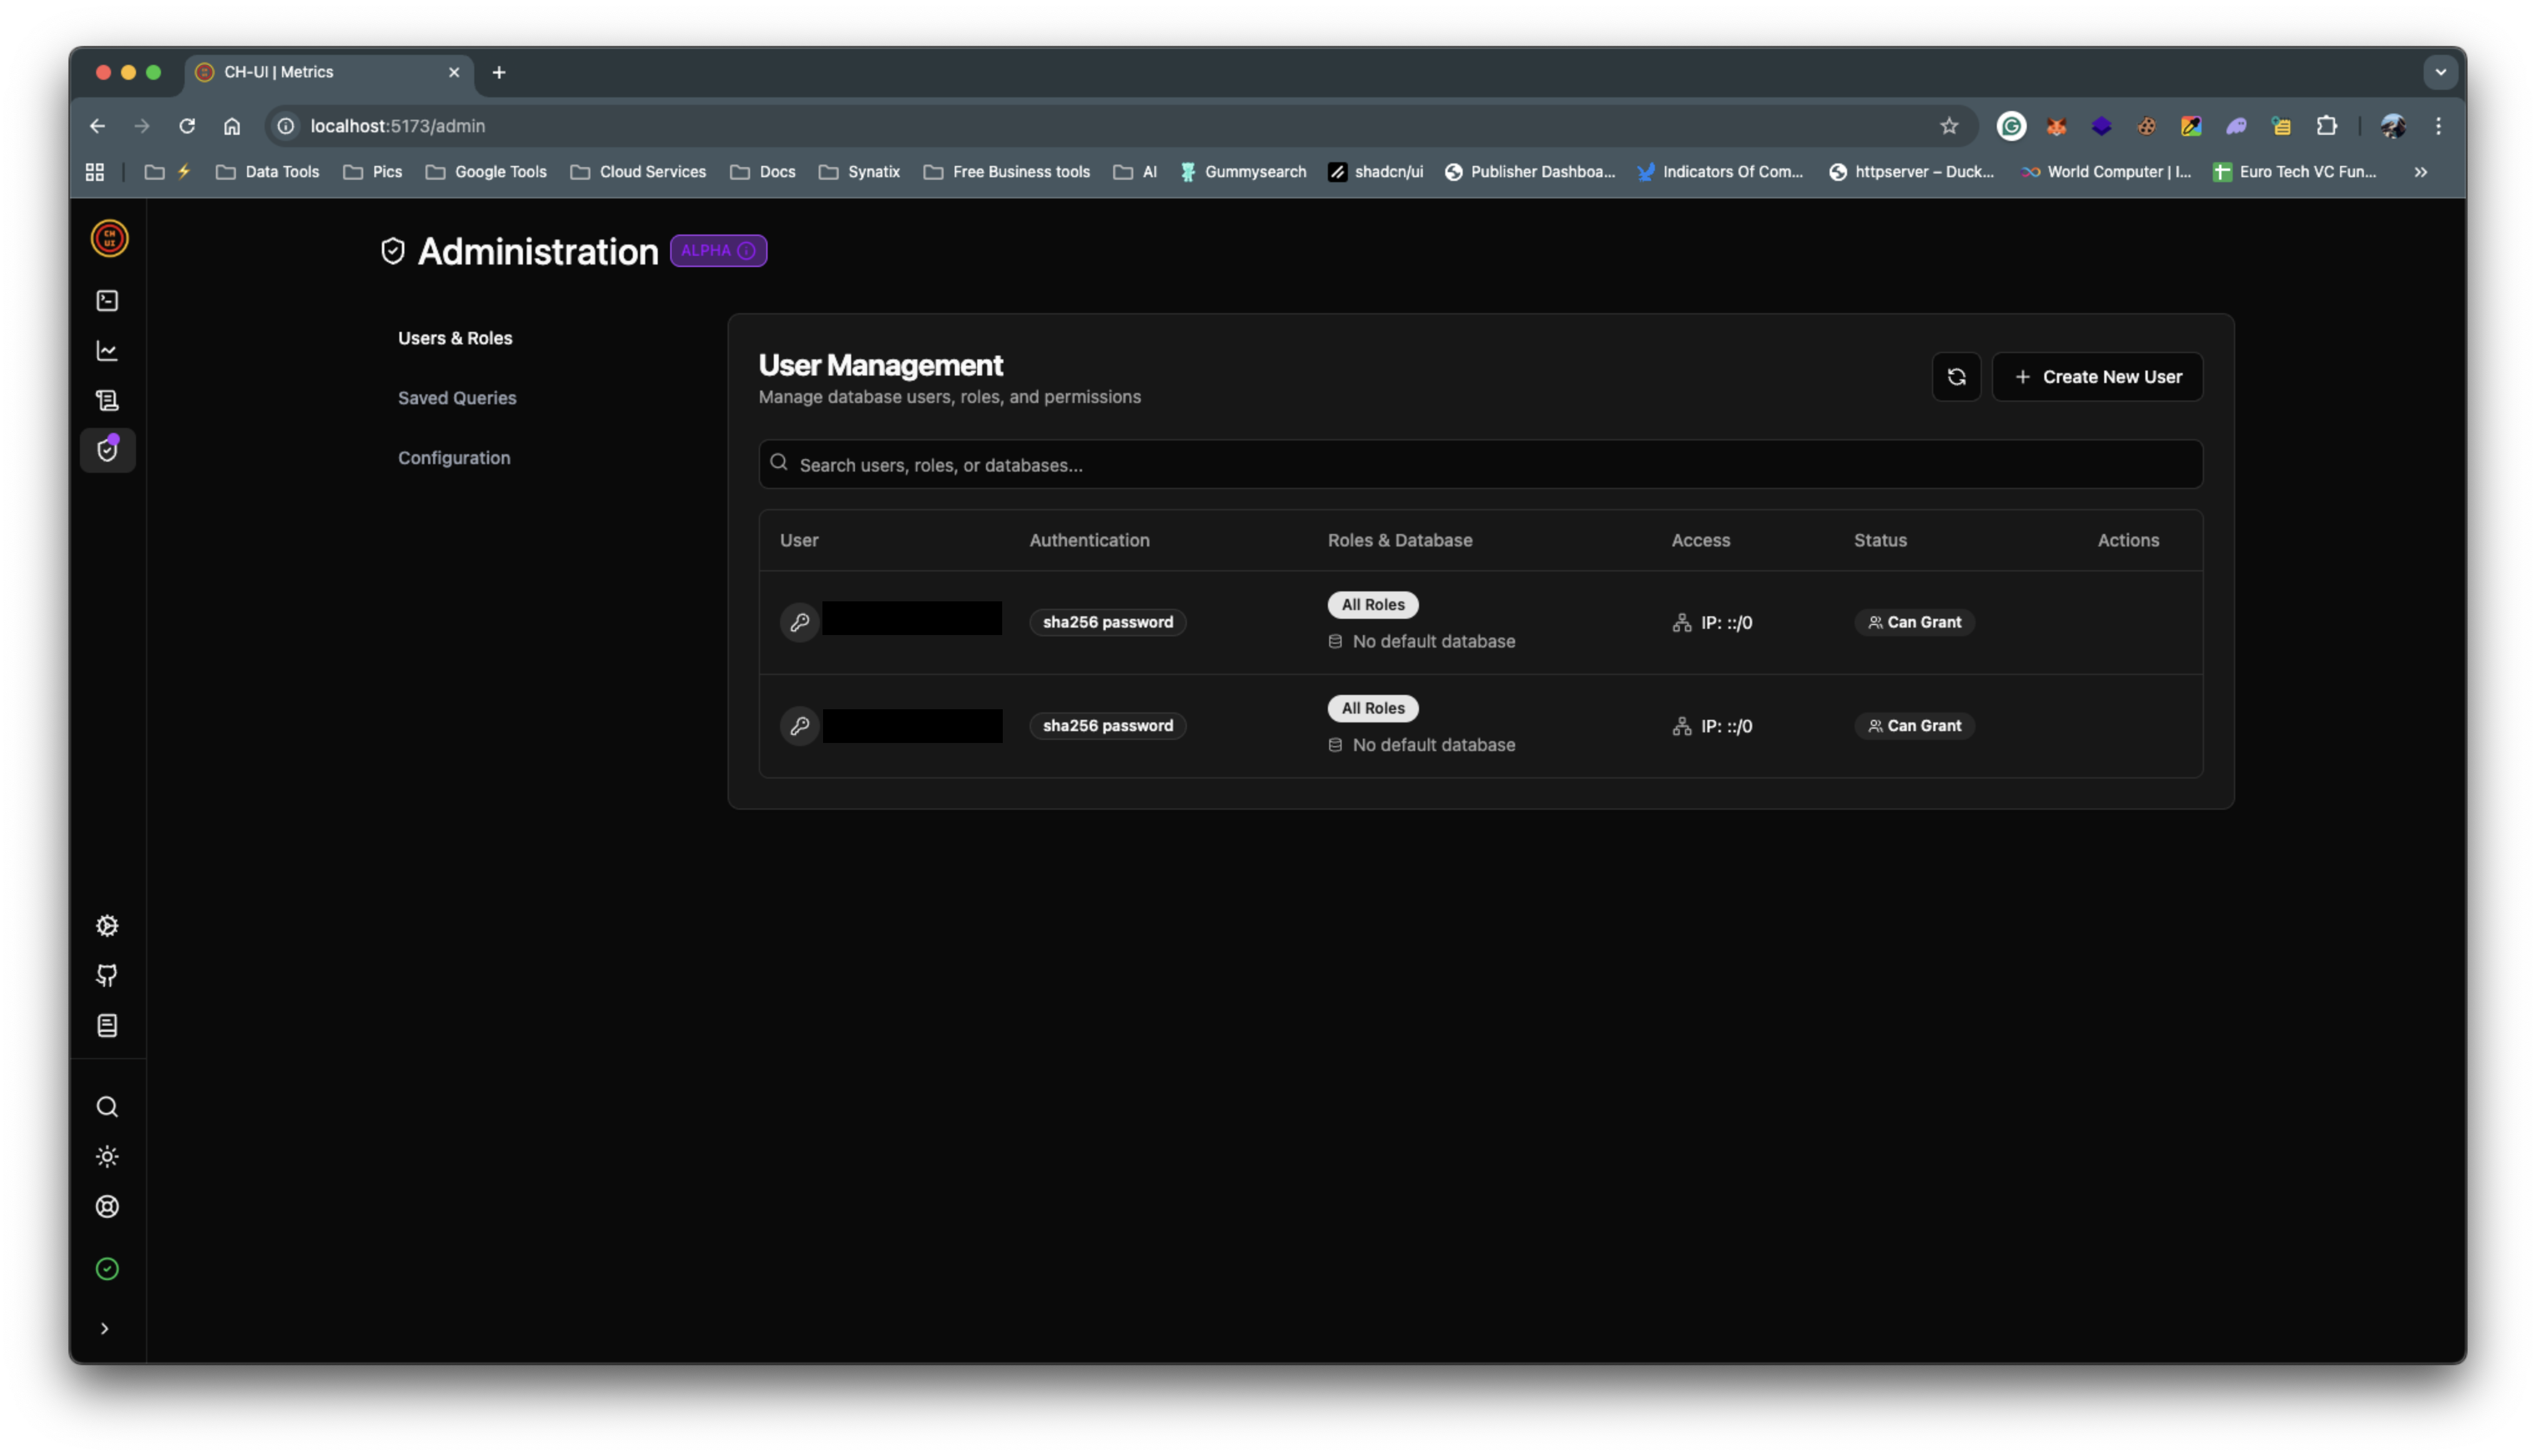 CH-UI | Metrics
localhost:5173/admin
⚡ Data Tools Pics Google Tools Cloud Services Docs Synatix Free Business tools AI Gummysearch shadcn/ui Publisher Dashboa... Indicators Of Com... httpserver – Duck... World Computer | I... Euro Tech VC Fun... »
CH
UI
Administration ALPHA
Users & Roles
Saved Queries
Configuration
User Management
Manage database users, roles, and permissions
+ Create New User
Search users, roles, or databases...
User Authentication Roles & Database Access Status Actions
All Roles
sha256 password IP: ::/0 Can Grant
No default database
All Roles
sha256 password IP: ::/0 Can Grant
No default database